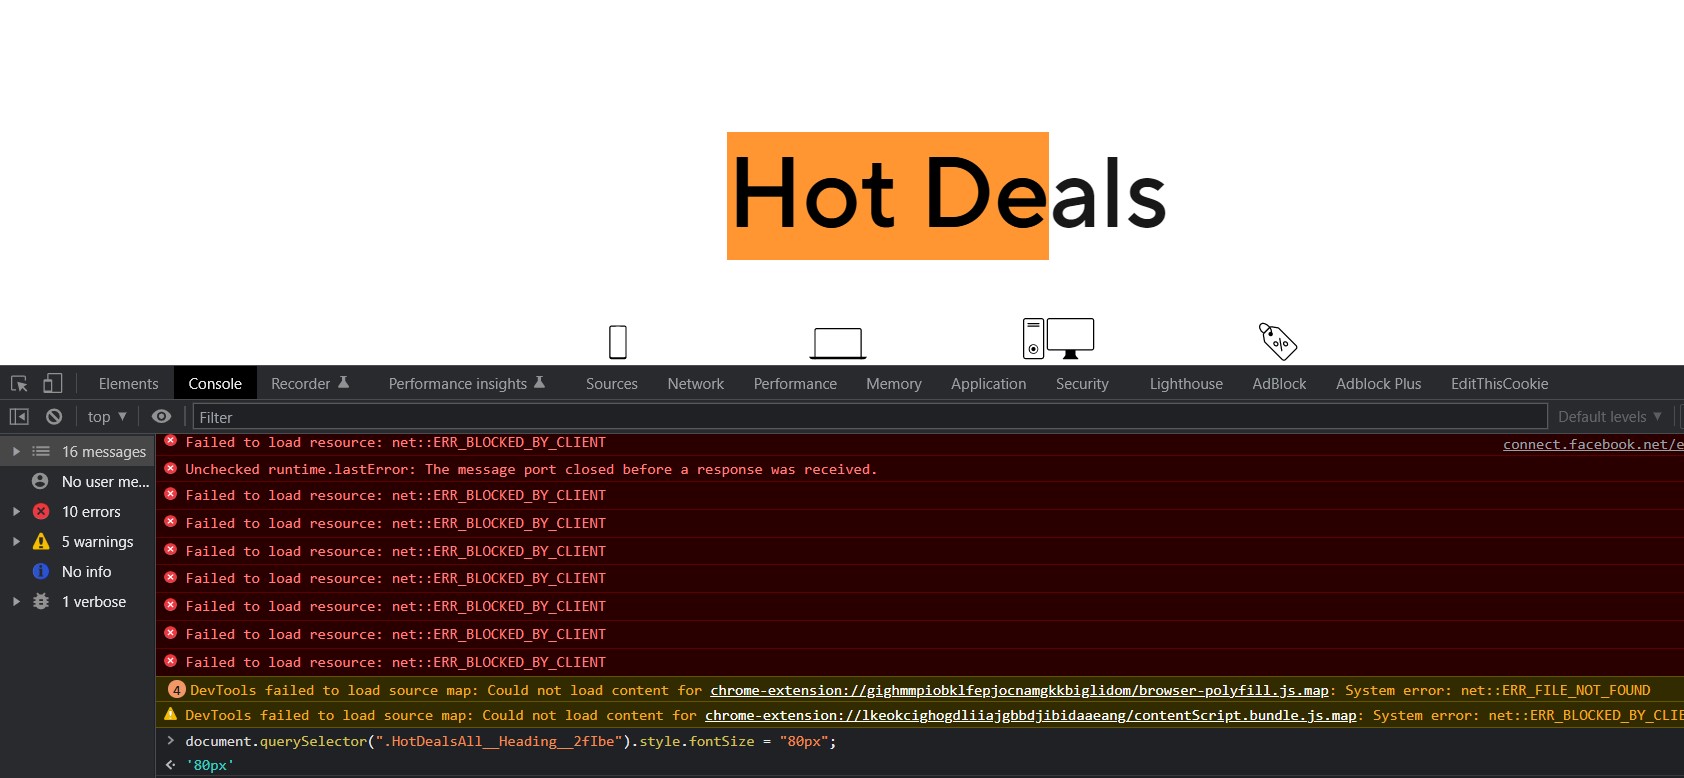 Hot Deals
Elements Console Recorder Performance insights Sources Network Performance Memory Application Security Lighthouse AdBlock Adblock Plus EditThisCookie
top Filter Default levels
Failed to load resource: net::ERR_BLOCKED_BY_CLIENT connect.facebook.net/e
16 messages
Unchecked runtime.lastError: The message port closed before a response was received.
No user me...
Failed to load resource: net::ERR_BLOCKED_BY_CLIENT
10 errors
Failed to load resource: net::ERR_BLOCKED_BY_CLIENT
5 warnings
Failed to load resource: net::ERR_BLOCKED_BY_CLIENT
No info
Failed to load resource: net::ERR_BLOCKED_BY_CLIENT
1 verbose
Failed to load resource: net::ERR_BLOCKED_BY_CLIENT
Failed to load resource: net::ERR_BLOCKED_BY_CLIENT
Failed to load resource: net::ERR_BLOCKED_BY_CLIENT
4 DevTools failed to load source map: Could not load content for chrome-extension://gighmmpiobklfepjocnamgkkbiglidom/browser-polyfill.js.map: System error: net::ERR_FILE_NOT_FOUND
DevTools failed to load source map: Could not load content for chrome-extension://lkeokcighogdliiajgbbdjibidaaeang/contentScript.bundle.js.map: System error: net::ERR_BLOCKED_BY_CLIE
> document.querySelector(".HotDealsAll__Heading__2fIbe").style.fontSize = "80px";
'80px'